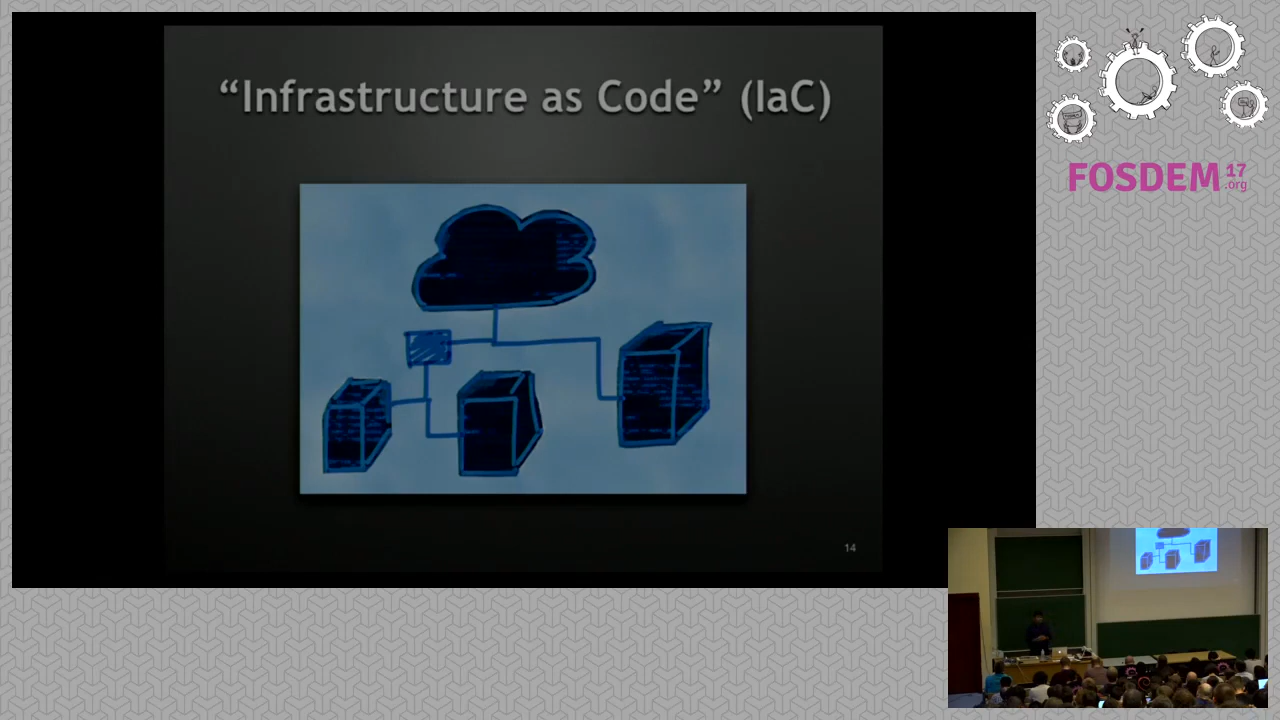 “Infrastructure as Code” (IaC)
14
FOSDEM 17
.org